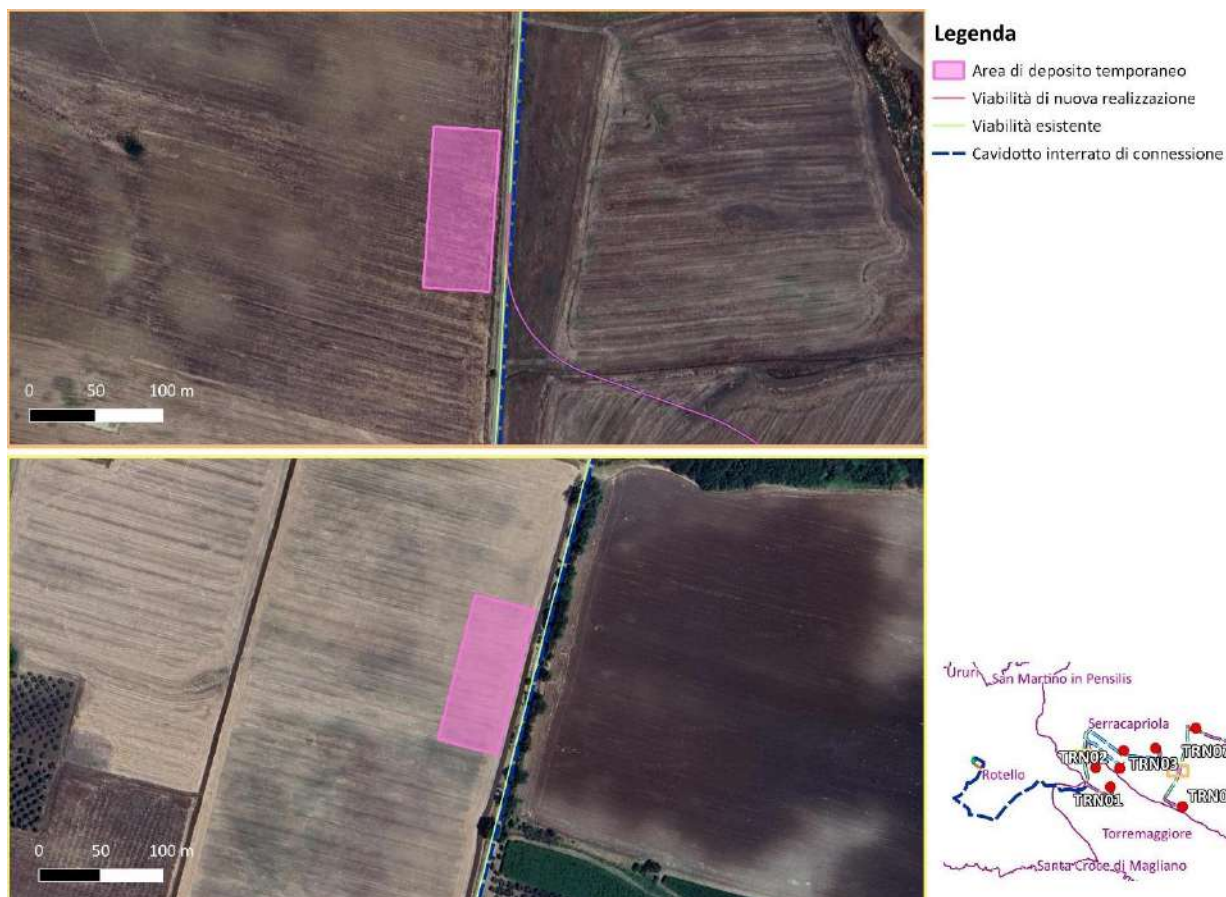 Legenda
Area di deposito temporaneo
Viabilità di nuova realizzazione
Viabilità esistente
Cavidotto interrato di connessione
0 50 100 m
0 50 100 m
Ururi
San Martino in Pensilis
Serracapriola
TRN02
TRN03
Rotello
TRN01
Torremaggiore
Santa Croce di Magliano